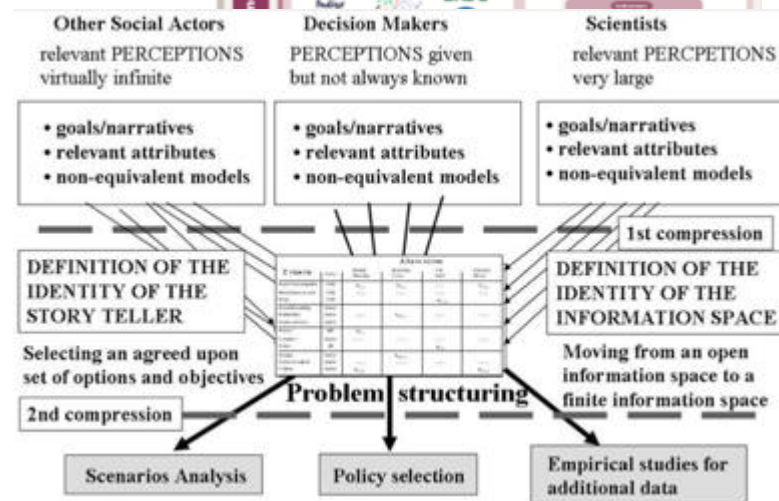 Other Social Actors
relevant PERCEPTIONS
virtually infinite
Decision Makers
PERCEPTIONS given
but not always known
Scientists
relevant PERCPETIONS
very large
• goals/narratives
• relevant attributes
• non-equivalent models
• goals/narratives
• relevant attributes
• non-equivalent models
• goals/narratives
• relevant attributes
• non-equivalent models
1st compression
DEFINITION OF THE
IDENTITY OF THE
STORY TELLER
DEFINITION OF THE
IDENTITY OF THE
INFORMATION SPACE
Selecting an agreed upon
set of options and objectives
Moving from an open
information space to a
finite information space
Problem structuring
2nd compression
Scenarios Analysis
Policy selection
Empirical studies for
additional data